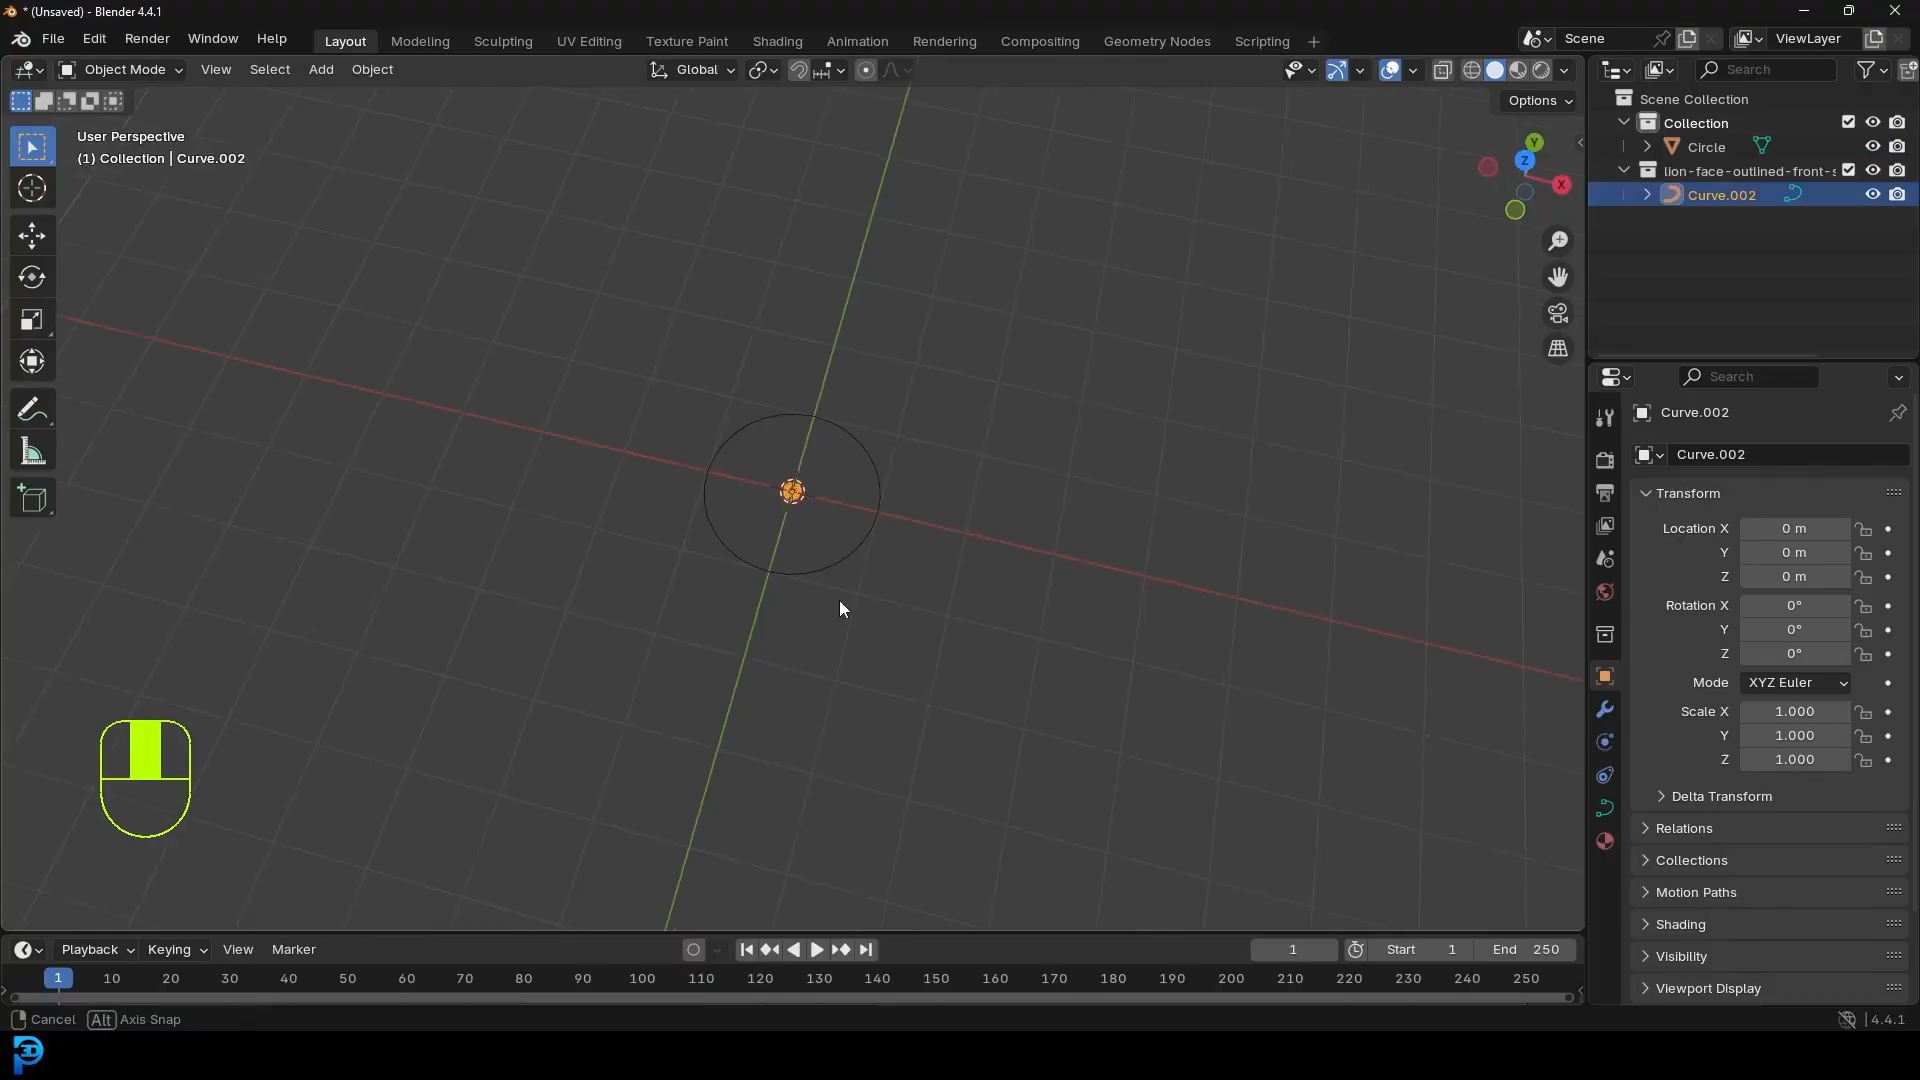 * (Unsaved) - Blender 4.4.1
File Edit Render Window Help
Layout Modeling Sculpting UV Editing Texture Paint Shading Animation Rendering Compositing Geometry Nodes Scripting +
Scene
ViewLayer
Object Mode View Select Add Object
Global
Search
Options
User Perspective
(1) Collection | Curve.002
Y
Z
X
Scene Collection
Collection
Circle
lion-face-outlined-front-s
Curve.002
Search
Curve.002
Curve.002
Transform
Location X 0 m
Y 0 m
Z 0 m
Rotation X 0°
Y 0°
Z 0°
Mode XYZ Euler
Scale X 1.000
Y 1.000
Z 1.000
Delta Transform
Relations
Collections
Motion Paths
Shading
Visibility
Viewport Display
Playback Keying View Marker
1
Start 1
End 250
1 10 20 30 40 50 60 70 80 90 100 110 120 130 140 150 160 170 180 190 200 210 220 230 240 250
Cancel Alt Axis Snap
4.4.1
3D